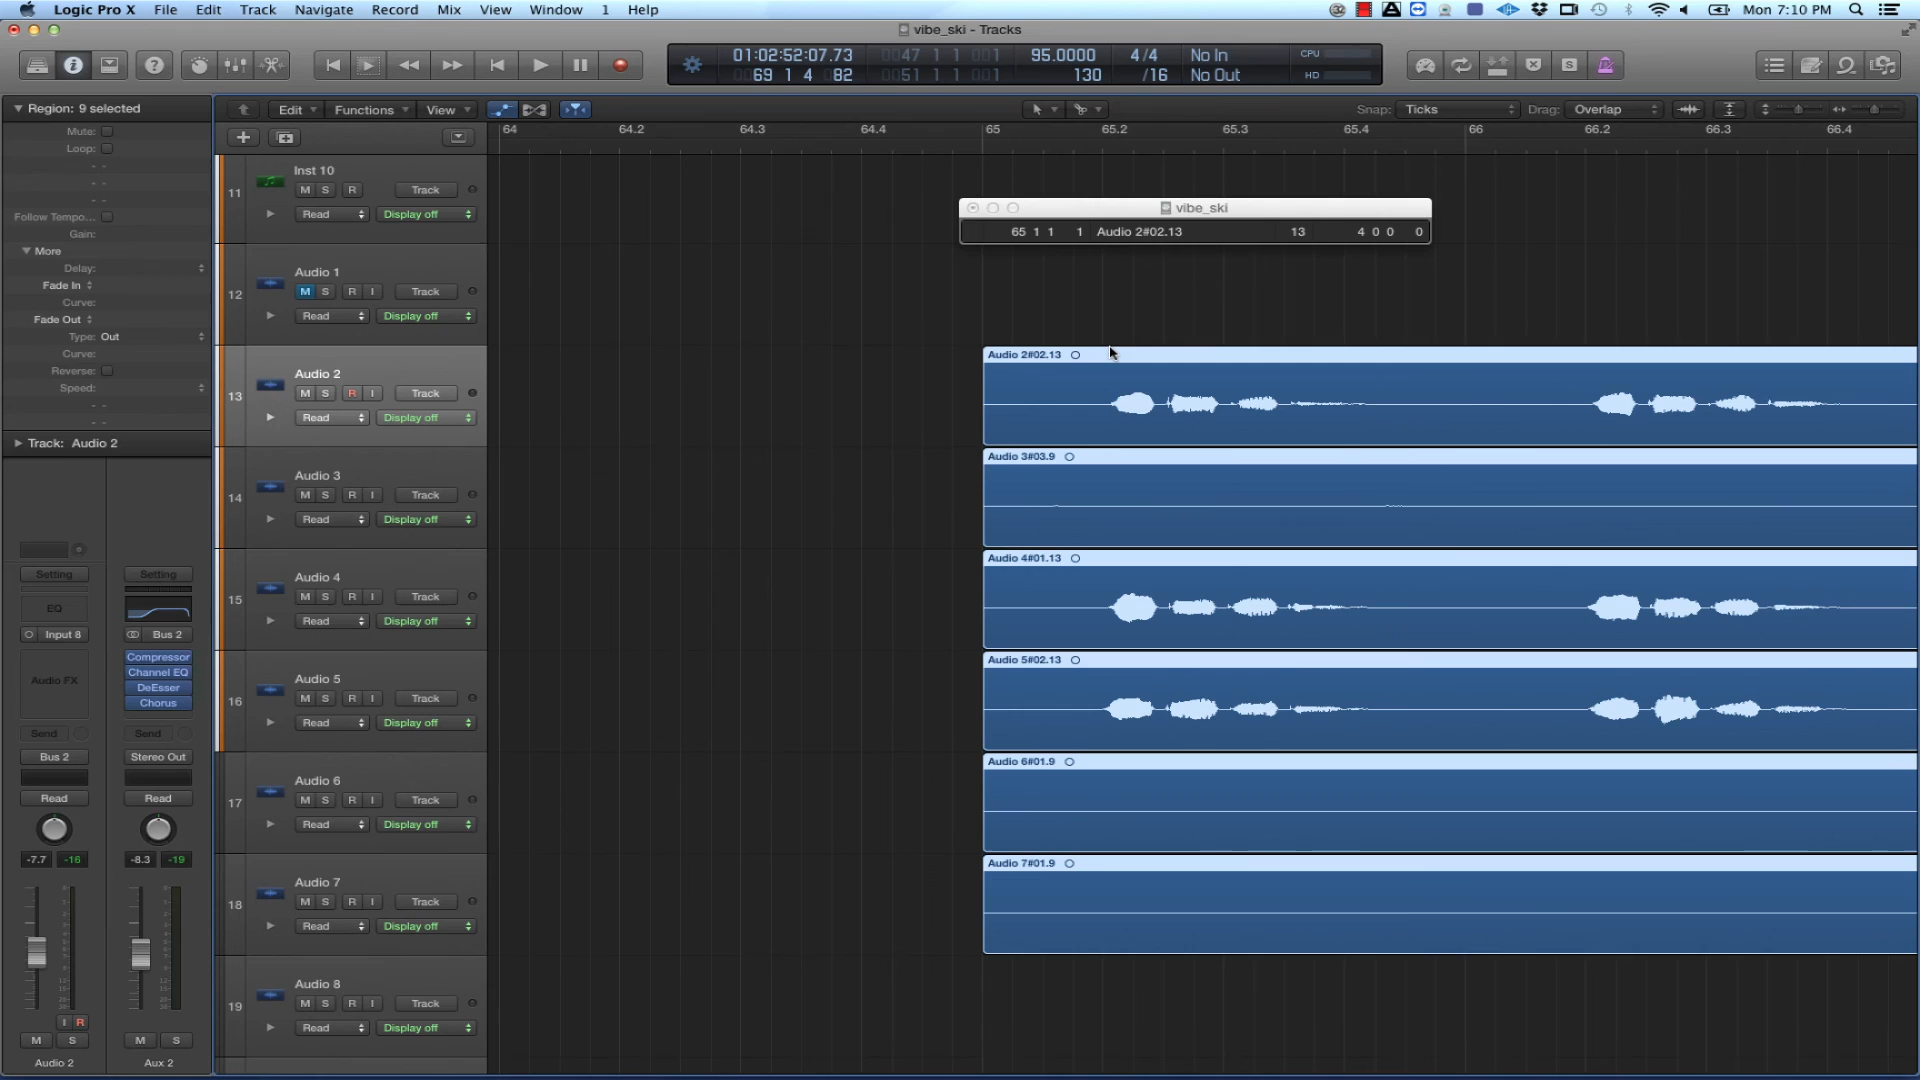 Logic Pro X File Edit Track Navigate Record Mix View Window 1 Help Mon 7:10 PM
vibe_ski - Tracks
01:02:52:07.73 0047 1 1 001 95.0000 4/4 No In CPU
69 1 4 82 0051 1 1 001 130 /16 No Out HD
Region: 9 selected
Edit Functions View Snap: Ticks Drag: Overlap
64 64.2 64.3 64.4 65 65.2 65.3 65.4 66 66.2 66.3 66.4
Mute:
Loop:
- -
- -
- -
Follow Tempo...
Gain:
More
Delay:
Fade In
Curve:
Fade Out
Type: Out
Curve:
Reverse:
Speed:
- -
- -
Track: Audio 2
Setting Setting
EQ
Input 8 Bus 2
Audio FX
Compressor
Channel EQ
DeEsser
Chorus
Send Send
Bus 2 Stereo Out
Read Read
-7.7 -16 -8.3 -19
I R
M S M S
Audio 2 Aux 2
11 Inst 10
M S R Track
Read Display off
12 Audio 1
M S R I Track
Read Display off
13 Audio 2
M S R I Track
Read Display off
14 Audio 3
M S R I Track
Read Display off
15 Audio 4
M S R I Track
Read Display off
16 Audio 5
M S R I Track
Read Display off
17 Audio 6
M S R I Track
Read Display off
18 Audio 7
M S R I Track
Read Display off
19 Audio 8
M S R I Track
Read Display off
vibe_ski
65 1 1 1 Audio 2#02.13 13 4 0 0 0
Audio 2#02.13
Audio 3#03.9
Audio 4#01.13
Audio 5#02.13
Audio 6#01.9
Audio 7#01.9